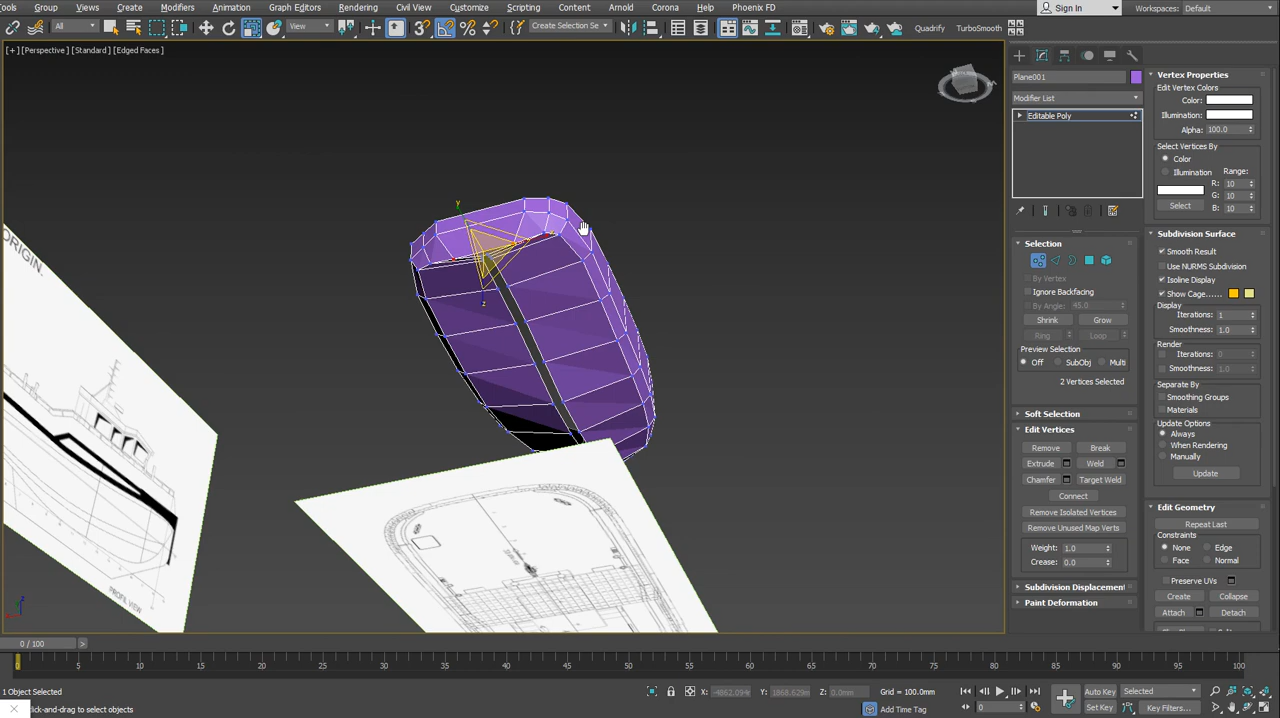 Tools Group Views Create Modifiers Animation Graph Editors Rendering Civil View Customize Scripting Content Arnold Corona Help Phoenix FD Sign In Workspaces: Default
All View Create Selection Se Quadrify TurboSmooth
[+] [Perspective] [Standard] [Edged Faces]
ORIGIN.
PROFIL VIEW
y
z
Plane001
Modifier List
Editable Poly
Selection
By Vertex
Ignore Backfacing
By Angle: 45.0
Shrink Grow
Ring Loop
Preview Selection
Off SubObj Multi
2 Vertices Selected
Soft Selection
Edit Vertices
Remove Break
Extrude Weld
Chamfer Target Weld
Connect
Remove Isolated Vertices
Remove Unused Map Verts
Weight: 1.0
Crease: 0.0
Subdivision Displacement
Paint Deformation
Vertex Properties
Edit Vertex Colors
Color:
Illumination:
Alpha: 100.0
Select Vertices By
Color
Illumination Range:
R: 10
G: 10
Select B: 10
Subdivision Surface
Smooth Result
Use NURMS Subdivision
Isoline Display
Show Cage......
Display
Iterations: 1
Smoothness: 1.0
Render
Iterations: 0
Smoothness: 1.0
Separate By
Smoothing Groups
Materials
Update Options
Always
When Rendering
Manually
Update
Edit Geometry
Repeat Last
Constraints
None Edge
Face Normal
Preserve UVs
Create Collapse
Attach Detach
0 / 100 >
0 5 10 15 20 25 30 35 40 45 50 55 60 65 70 75 80 85 90 95 100
1 Object Selected X: Y: 1868.629m Z: 0.0mm Grid = 100.0mm Auto Key Selected
lick-and-drag to select objects Add Time Tag 0 Set Key Key Filters...